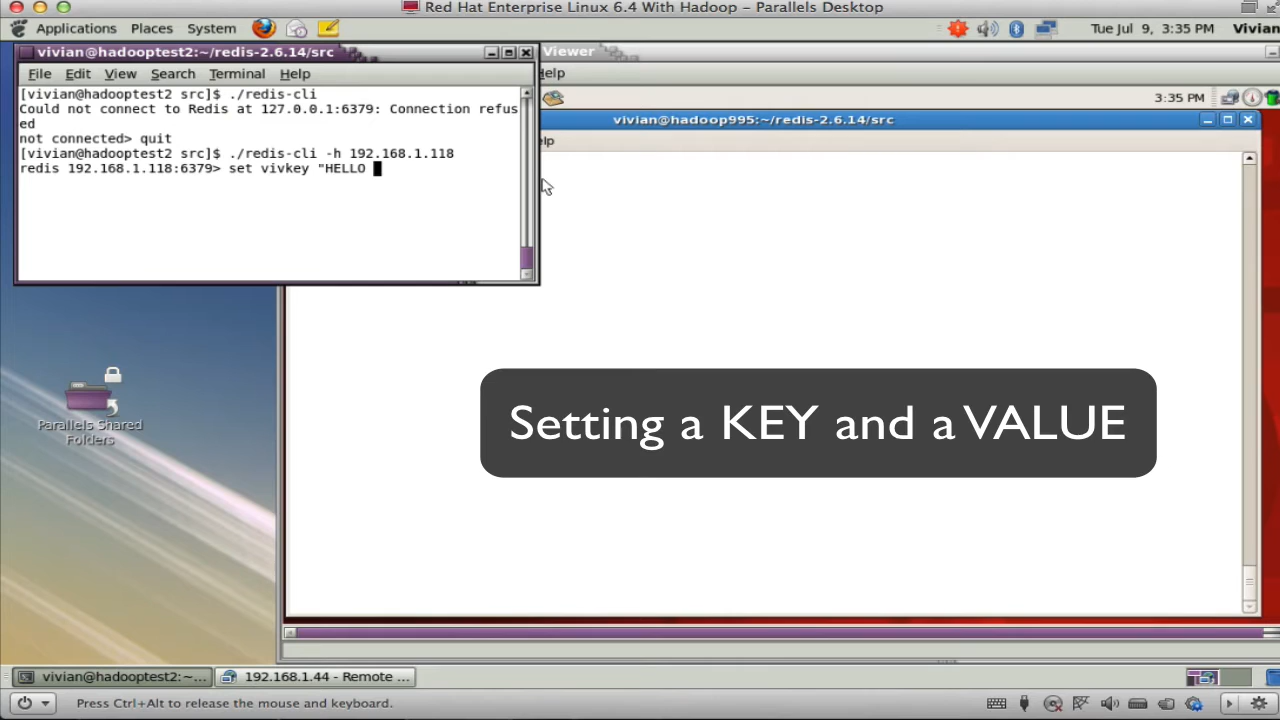 Red Hat Enterprise Linux 6.4 With Hadoop – Parallels Desktop
Applications Places System
Tue Jul 9, 3:35 PM Vivian
vivian@hadooptest2:~/redis-2.6.14/src
Viewer
File Edit View Search Terminal Help
Help
[vivian@hadooptest2 src]$ ./redis-cli
Could not connect to Redis at 127.0.0.1:6379: Connection refus
ed
not connected> quit
[vivian@hadooptest2 src]$ ./redis-cli -h 192.168.1.118
redis 192.168.1.118:6379> set vivkey "HELLO
3:35 PM
vivian@hadoop995:~/redis-2.6.14/src
elp
Parallels Shared
Folders
Setting a KEY and a VALUE
vivian@hadooptest2:~...
192.168.1.44 - Remote ...
Press Ctrl+Alt to release the mouse and keyboard.